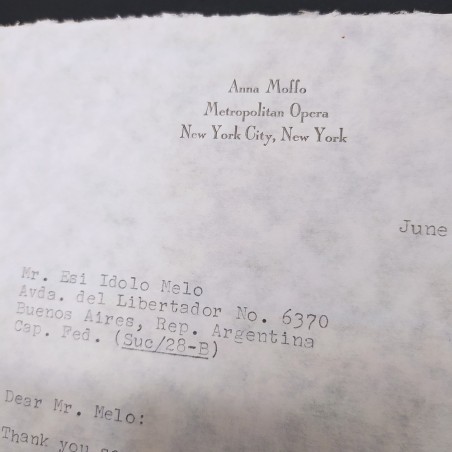 Anna Moffo
Metropolitan Opera
New York City, New York
June
Mr. Esi Idolo Melo
Avda. del Libertador No. 6370
Buenos Aires, Rep. Argentina
Cap. Fed. (Suc/28-B)
Dear Mr. Melo:
Thank you